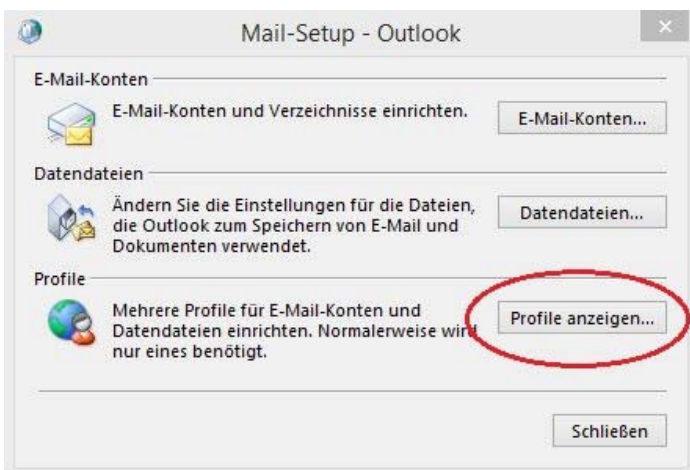 Mail-Setup - Outlook
E-Mail-Konten
E-Mail-Konten und Verzeichnisse einrichten.
E-Mail-Konten...
Datendateien
Ändern Sie die Einstellungen für die Dateien,
die Outlook zum Speichern von E-Mail und
Dokumenten verwendet.
Datendateien...
Profile
Mehrere Profile für E-Mail-Konten und
Datendateien einrichten. Normalerweise wird
nur eines benötigt.
Profile anzeigen...
Schließen